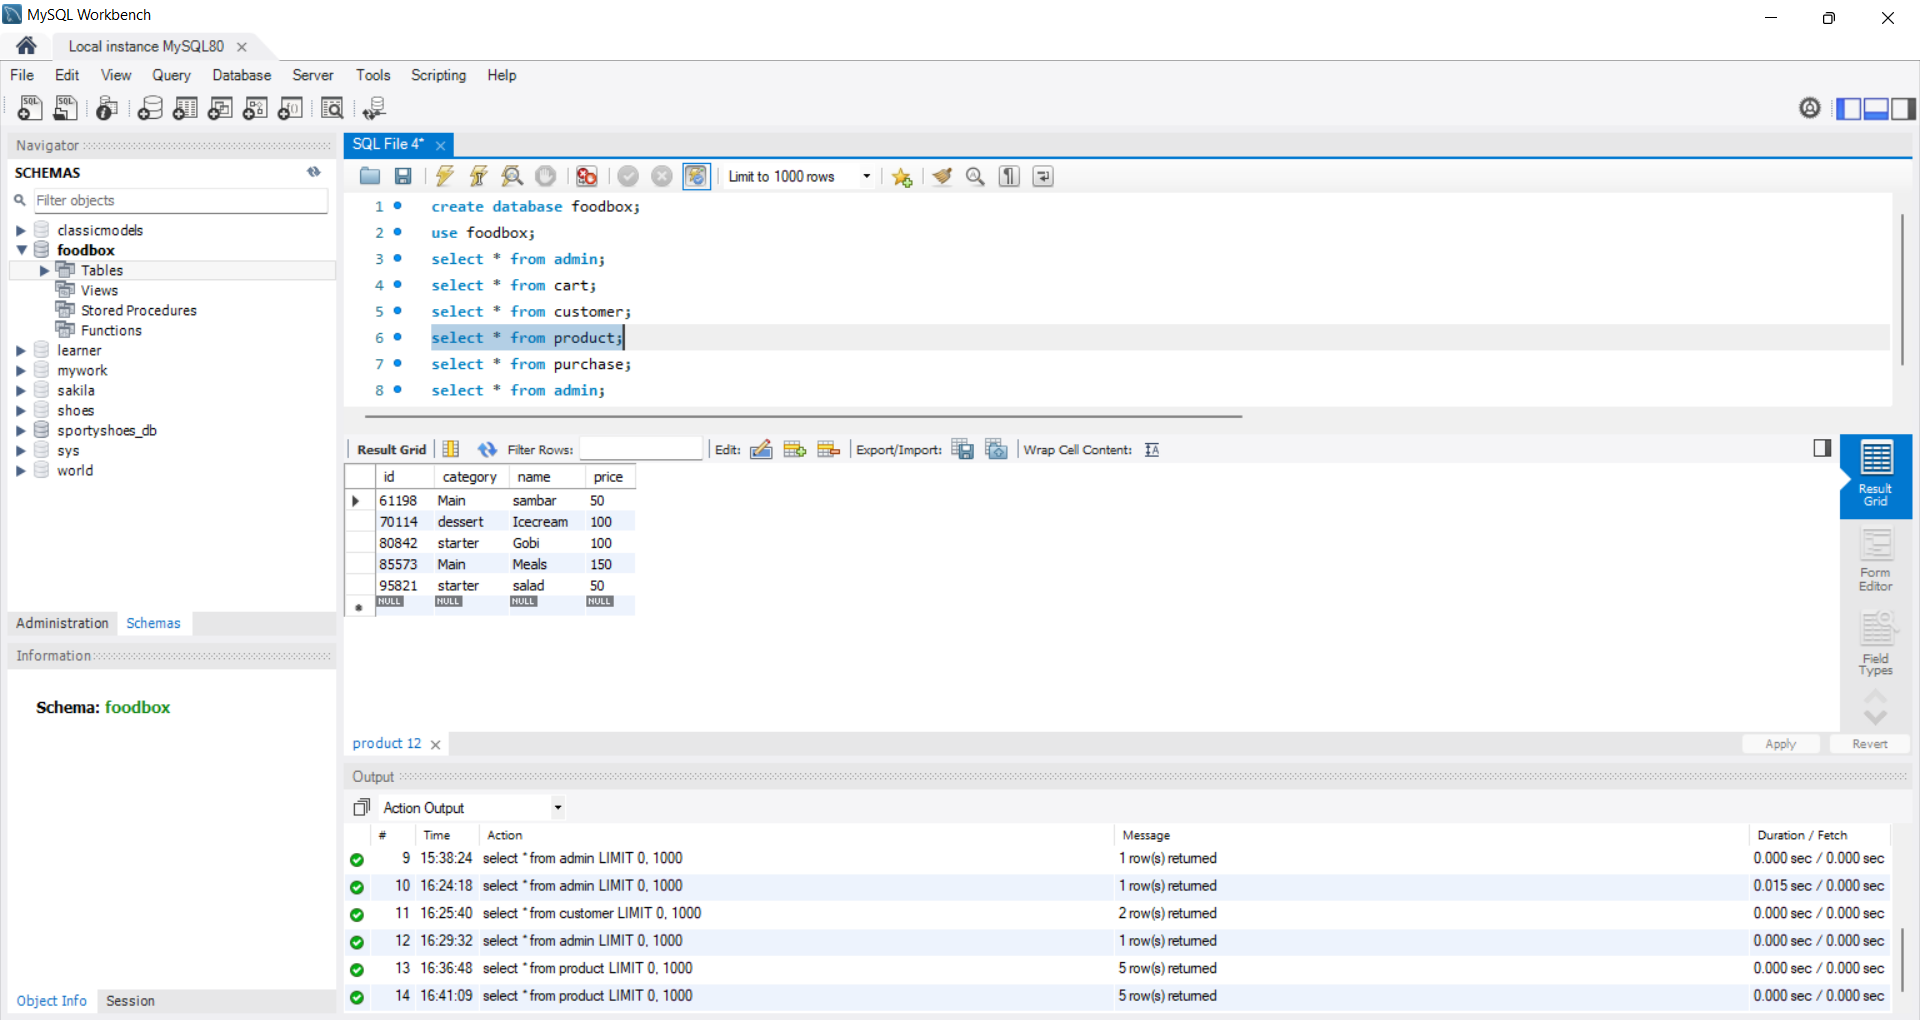 MySQL Workbench
Local instance MySQL80
File Edit View Query Database Server Tools Scripting Help
Navigator
SCHEMAS
Filter objects
classicmodels
foodbox
Tables
Views
Stored Procedures
Functions
learner
mywork
sakila
shoes
sportyshoes_db
sys
world
Administration Schemas
Information
Schema: foodbox
Object Info Session
SQL File 4*
Limit to 1000 rows
1 create database foodbox;
2 use foodbox;
3 select * from admin;
4 select * from cart;
5 select * from customer;
6 select * from product;
7 select * from purchase;
8 select * from admin;
Result Grid Filter Rows: Edit: Export/Import: Wrap Cell Content:
id category name price
61198 Main sambar 50
70114 dessert Icecream 100
80842 starter Gobi 100
85573 Main Meals 150
95821 starter salad 50
NULL NULL NULL NULL
Result
Grid
Form
Editor
Field
Types
product 12
Apply Revert
Output
Action Output
# Time Action Message Duration / Fetch
9 15:38:24 select * from admin LIMIT 0, 1000 1 row(s) returned 0.000 sec / 0.000 sec
10 16:24:18 select * from admin LIMIT 0, 1000 1 row(s) returned 0.015 sec / 0.000 sec
11 16:25:40 select * from customer LIMIT 0, 1000 2 row(s) returned 0.000 sec / 0.000 sec
12 16:29:32 select * from admin LIMIT 0, 1000 1 row(s) returned 0.000 sec / 0.000 sec
13 16:36:48 select * from product LIMIT 0, 1000 5 row(s) returned 0.000 sec / 0.000 sec
14 16:41:09 select * from product LIMIT 0, 1000 5 row(s) returned 0.000 sec / 0.000 sec